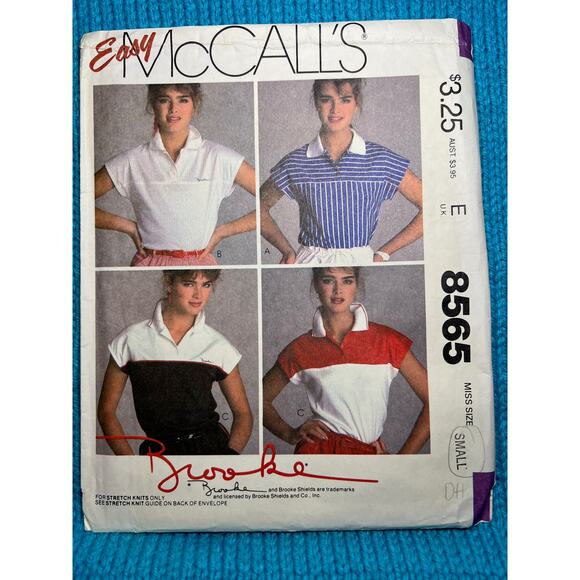 Easy McCALL'S®
$3.25
AUST. $3.95
E
U.K.
8565
MISS SIZE
SMALL
DH
B
A
C
C
Brooke
Brooke and Brooke Shields are trademarks
and licensed by Brooke Shields and Co., Inc.
FOR STRETCH KNITS ONLY
SEE STRETCH KNIT GUIDE ON BACK OF ENVELOPE